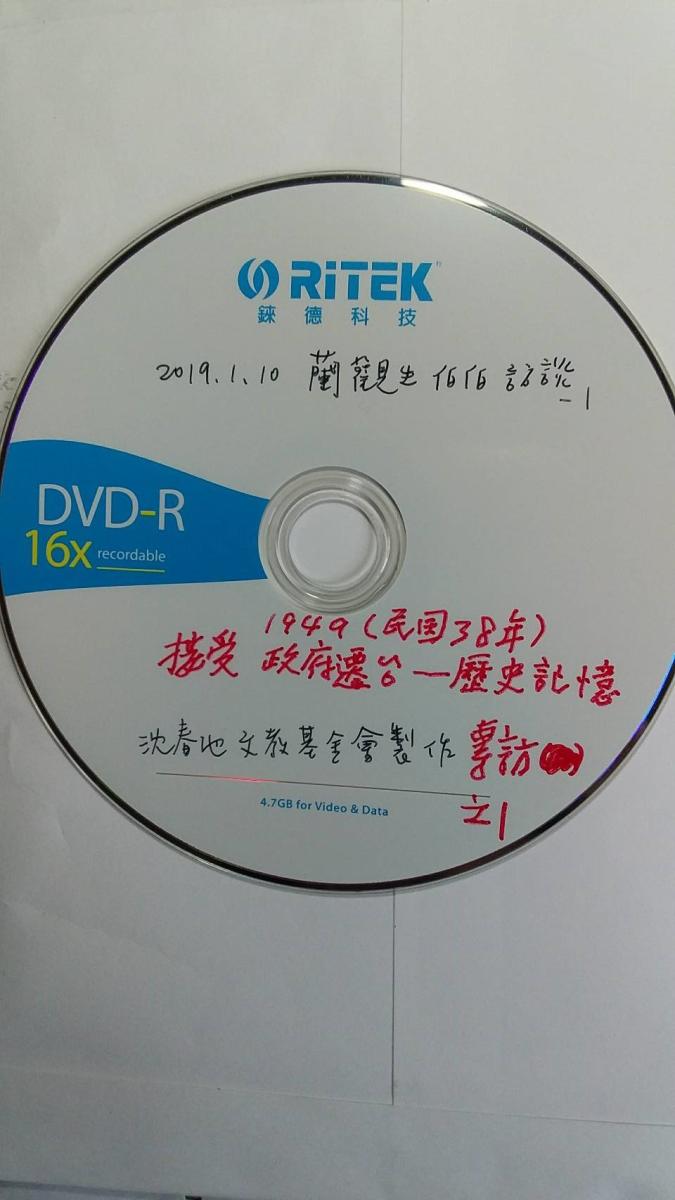 RiTEK
錸德科技
2019.1.10 蘭觀生伯伯訪談
-1
DVD-R
16x recordable
1949(民国38年)
接受 政府遷台—歷史記憶
沈春池文教基金會製作 專訪
之1
4.7GB for Video & Data